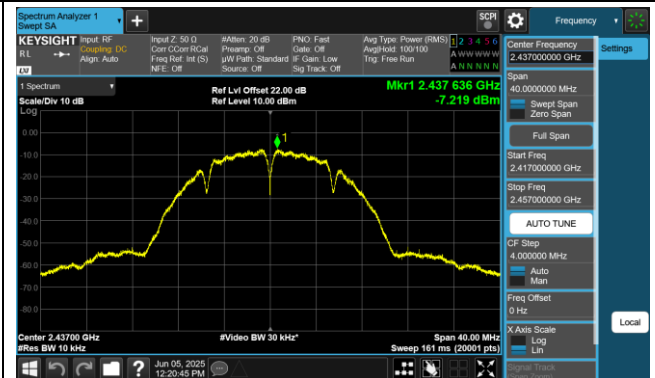 Spectrum Analyzer 1
Swept SA
SCPI
Frequency
KEYSIGHT
RL
Input: RF
Coupling: DC
Align: Auto
Input Z: 50 Ω
Corr CCorr RCal
Freq Ref: Int (S)
NFE: Off
#Atten: 20 dB
Preamp: Off
µW Path: Standard
Source: Off
PNO: Fast
Gate: Off
IF Gain: Low
Sig Track: Off
Avg Type: Power (RMS)
Avg|Hold: 100/100
Trig: Free Run
1 2 3 4 5 6
A W W W W W
A N N N N N
LXI
1 Spectrum
Scale/Div 10 dB
Log
Ref Lvl Offset 22.00 dB
Ref Level 10.00 dBm
Mkr1 2.437 636 GHz
-7.219 dBm
1
0.00
-10.0
-20.0
-30.0
-40.0
-50.0
-60.0
-70.0
-80.0
Center 2.43700 GHz
#Res BW 10 kHz
#Video BW 30 kHz*
Span 40.00 MHz
Sweep 161 ms (20001 pts)
Jun 05, 2025
12:20:45 PM
?
Center Frequency
2.437000000 GHz
Span
40.0000000 MHz
Swept Span
Zero Span
Full Span
Start Freq
2.417000000 GHz
Stop Freq
2.457000000 GHz
AUTO TUNE
CF Step
4.000000 MHz
Auto
Man
Freq Offset
0 Hz
X Axis Scale
Log
Lin
Signal Track
(Span Zoom)
Settings
Local